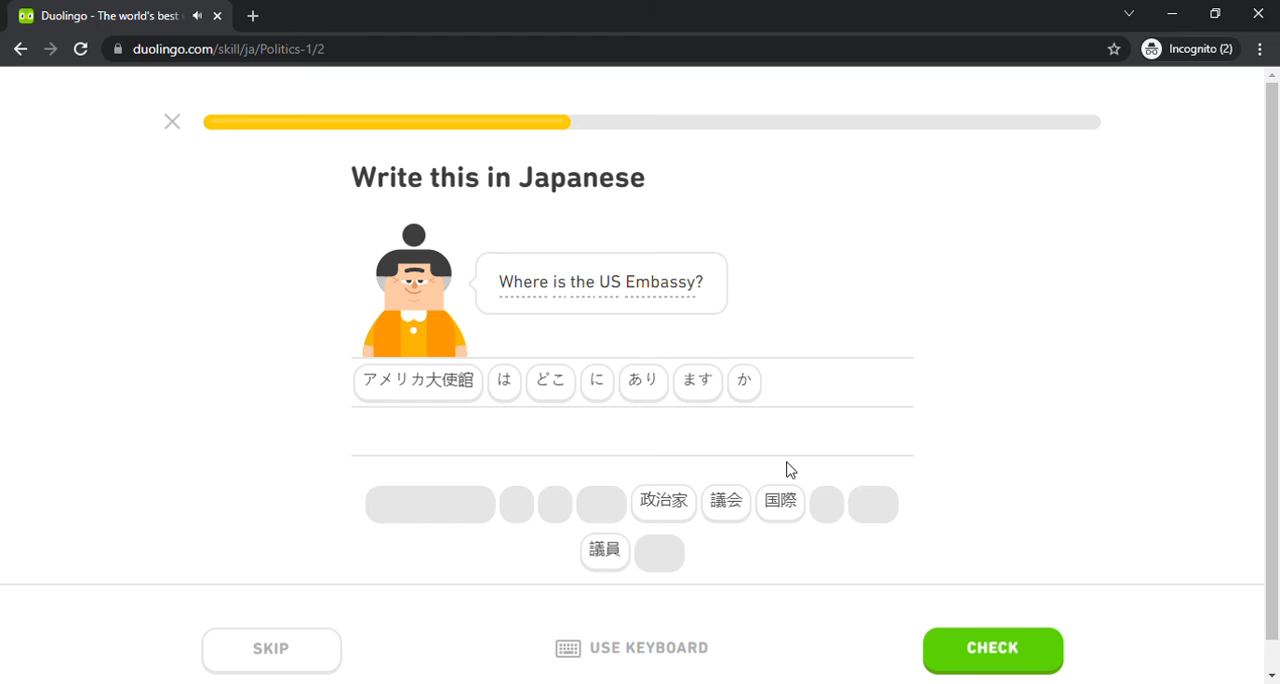 Duolingo - The world's best
duolingo.com/skill/ja/Politics-1/2
Incognito (2)
Write this in Japanese
Where is the US Embassy?
アメリカ大使館 は どこ に あり ます か
政治家 議会 国際
議員
SKIP
USE KEYBOARD
CHECK